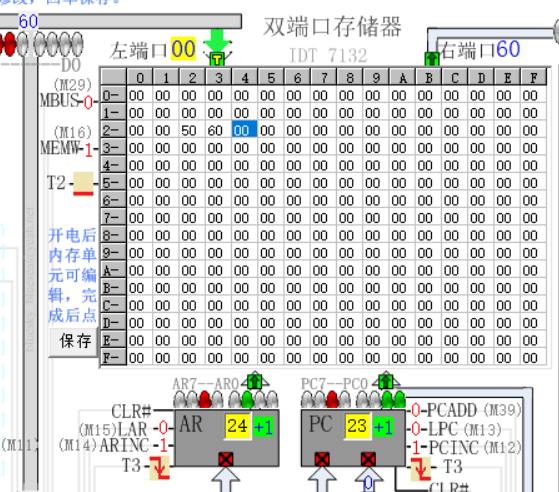 修改，
60
双端口存储器
左端口00
IDT 7132
右端口60
D0
(M29)
MBUS-0-
(M16)
MEMW-1-
T2-
开电后
内存单
元可编
辑，完
成后点
保存
0 1 2 3 4 5 6 7 8 9 A B C D E F
0- 00 00 00 00 00 00 00 00 00 00 00 00 00 00 00 00
1- 00 00 00 00 00 00 00 00 00 00 00 00 00 00 00 00
2- 00 00 50 60 00 00 00 00 00 00 00 00 00 00 00 00
3- 00 00 00 00 00 00 00 00 00 00 00 00 00 00 00 00
4- 00 00 00 00 00 00 00 00 00 00 00 00 00 00 00 00
5- 00 00 00 00 00 00 00 00 00 00 00 00 00 00 00 00
6- 00 00 00 00 00 00 00 00 00 00 00 00 00 00 00 00
7- 00 00 00 00 00 00 00 00 00 00 00 00 00 00 00 00
8- 00 00 00 00 00 00 00 00 00 00 00 00 00 00 00 00
9- 00 00 00 00 00 00 00 00 00 00 00 00 00 00 00 00
A- 00 00 00 00 00 00 00 00 00 00 00 00 00 00 00 00
B- 00 00 00 00 00 00 00 00 00 00 00 00 00 00 00 00
C- 00 00 00 00 00 00 00 00 00 00 00 00 00 00 00 00
D- 00 00 00 00 00 00 00 00 00 00 00 00 00 00 00 00
E- 00 00 00 00 00 00 00 00 00 00 00 00 00 00 00 00
F- 00 00 00 00 00 00 00 00 00 00 00 00 00 00 00 00
AR7--AR0
PC7--PC0
CLR#
(M15)LAR -0-
(M14)ARINC -1-
T3-
(M11)
AR 24 +1
PC 23 +1
-0-PCADD (M39)
-0-LPC (M13)
-1-PCINC (M12)
T3
CLR#
0